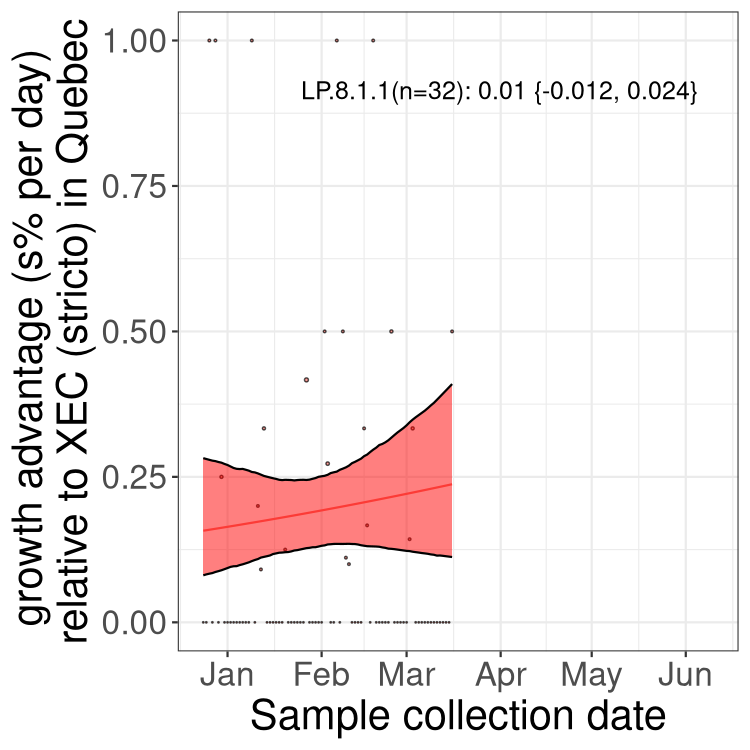 growth advantage (s% per day)
relative to XEC (stricto) in Quebec
1.00
0.75
0.50
0.25
0.00
LP.8.1.1(n=32): 0.01 {-0.012, 0.024}
Jan Feb Mar Apr May Jun
Sample collection date